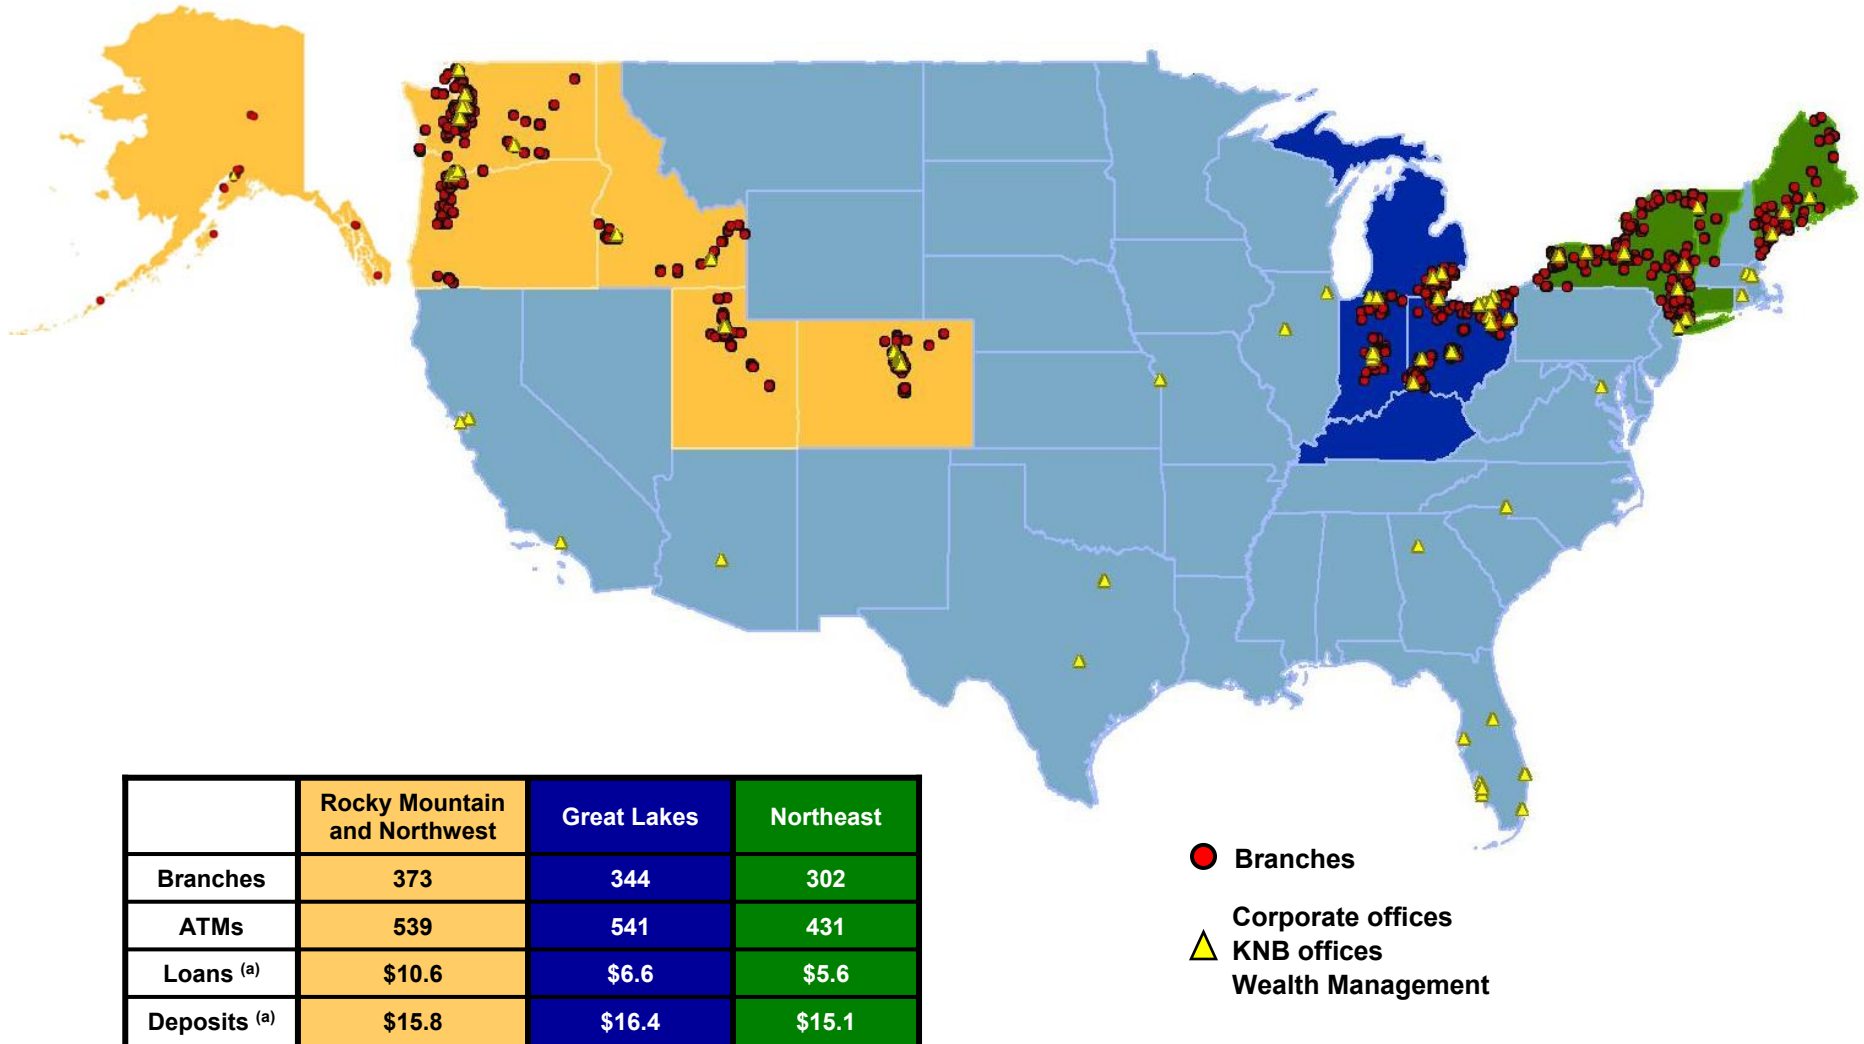 Rocky Mountain
and Northwest
Great Lakes
Northeast
Branches 373 344 302
ATMs 539 541 431
Loans (a) $10.6 $6.6 $5.6
Deposits (a) $15.8 $16.4 $15.1
Branches
Corporate offices
KNB offices
Wealth Management